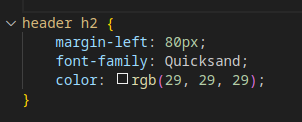 header h2 {
    margin-left: 80px;
    font-family: Quicksand;
    color: rgb(29, 29, 29);
}